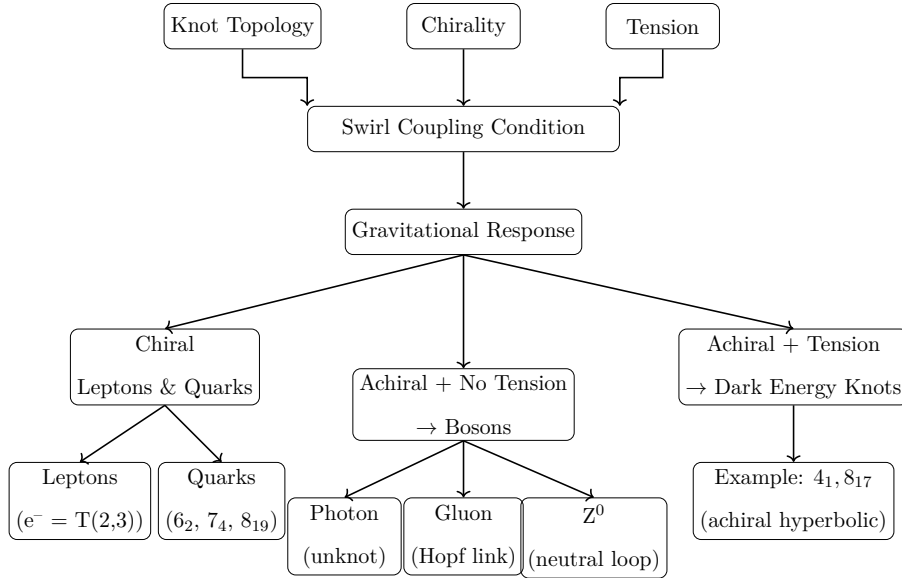 Knot Topology
Chirality
Tension
Swirl Coupling Condition
Gravitational Response
Chiral
Leptons & Quarks
Achiral + No Tension
→ Bosons
Achiral + Tension
→ Dark Energy Knots
Leptons
(e⁻ = T(2,3))
Quarks
(6₂, 7₄, 8₁₉)
Photon
(unknot)
Gluon
(Hopf link)
Z⁰
(neutral loop)
Example: 4₁, 8₁₇
(achiral hyperbolic)